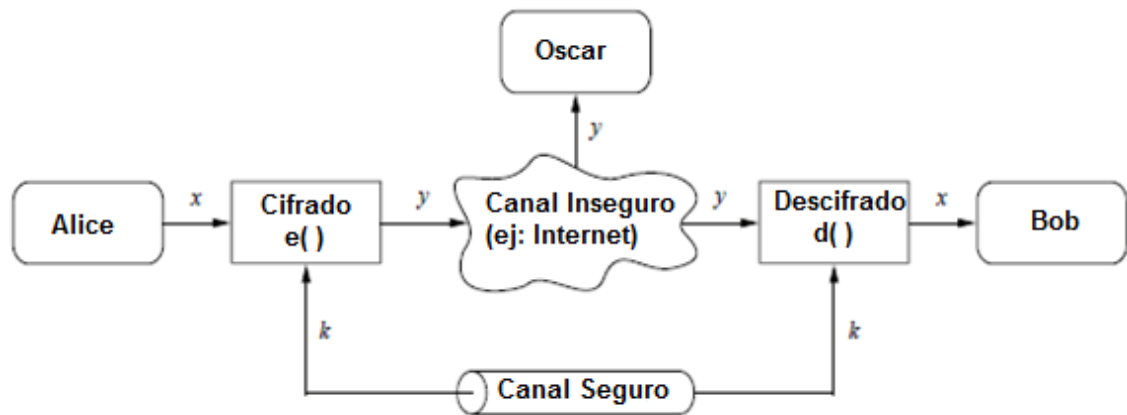 Oscar
y
Alice
x
Cifrado
e( )
y
Canal Inseguro
(ej: Internet)
y
Descifrado
d( )
x
Bob
k
k
Canal Seguro